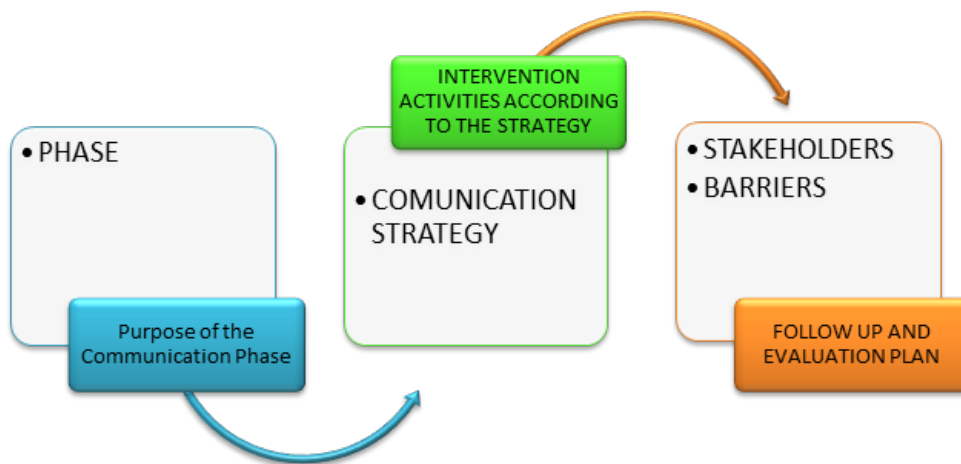 • PHASE
Purpose of the
Communication Phase
INTERVENTION
ACTIVITIES ACCORDING
TO THE STRATEGY
• COMUNICATION
STRATEGY
• STAKEHOLDERS
• BARRIERS
FOLLOW UP AND
EVALUATION PLAN